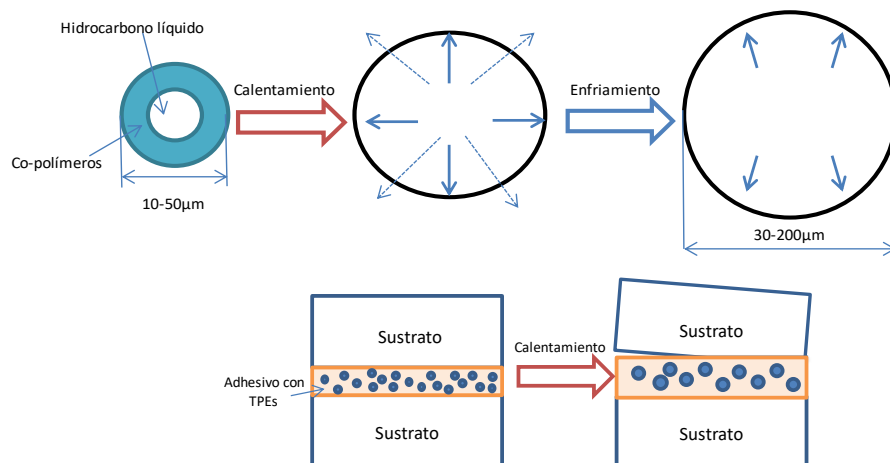 Hidrocarbono líquido
Calentamiento
Enfriamiento
Co-polímeros
10-50µm
30-200µm
Sustrato
Sustrato
Calentamiento
Adhesivo con
TPEs
Sustrato
Sustrato